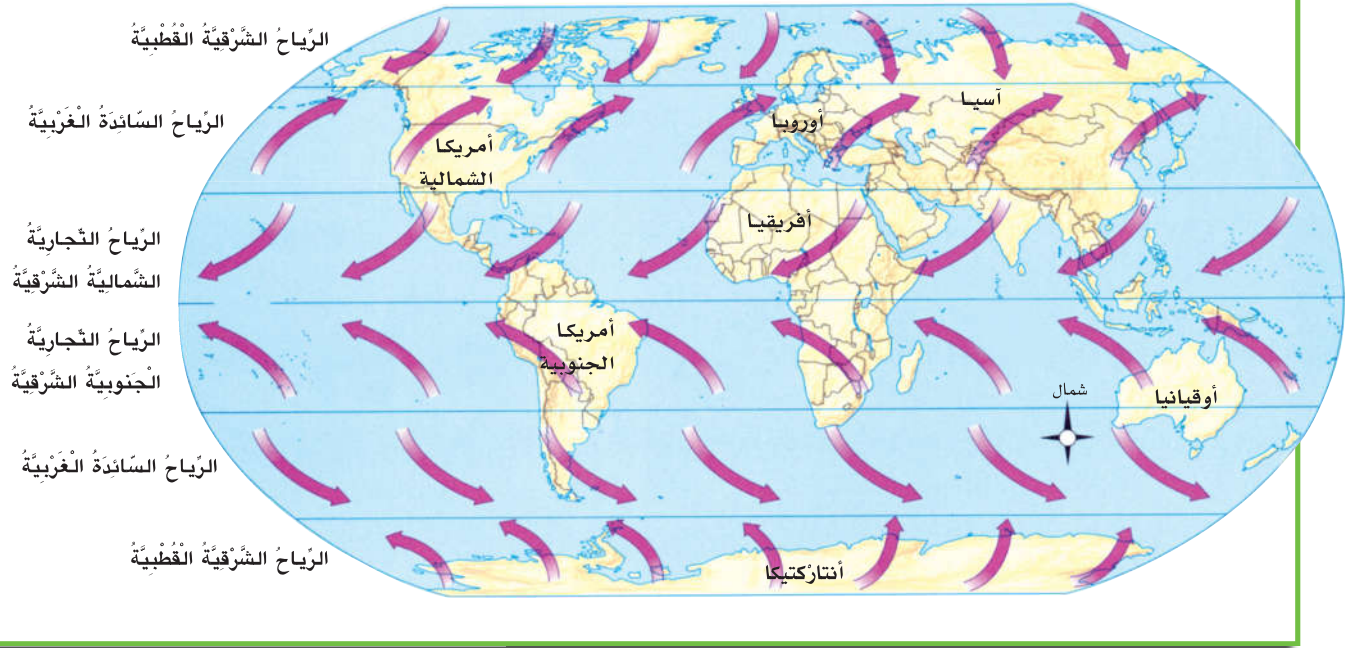 الرِّياحُ الشَّرْقِيَّةُ الْقُطْبِيَّةُ
الرِّياحُ السَّائِدَةُ الْغَرْبِيَّةُ
الرِّياحُ التِّجارِيَّةُ
الشَّمالِيَّةُ الشَّرْقِيَّةُ
الرِّياحُ التِّجارِيَّةُ
الْجَنوبِيَّةُ الشَّرْقِيَّةُ
الرِّياحُ السَّائِدَةُ الْغَرْبِيَّةُ
الرِّياحُ الشَّرْقِيَّةُ الْقُطْبِيَّةُ
آسيا
أوروبا
أمريكا
الشمالية
أفريقيا
أمريكا
الجنوبية
أوقيانيا
شمال
أنتارْكتيكا